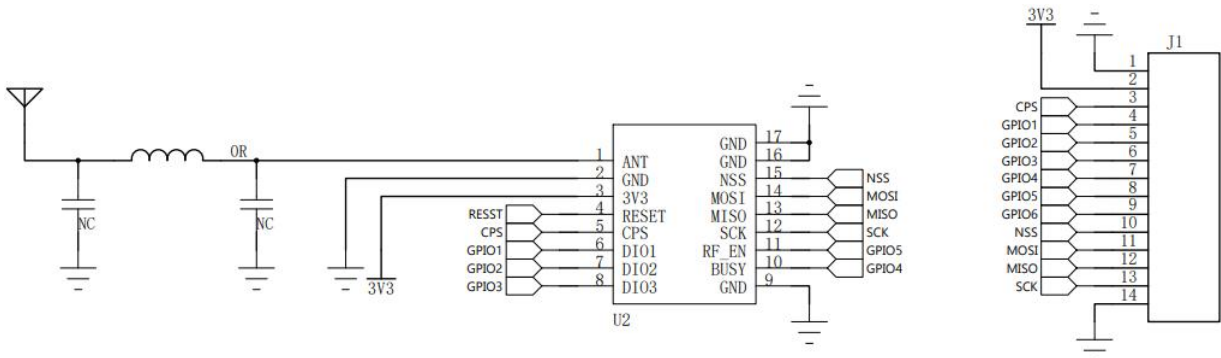 OR
NC
NC
3V3
RESST
CPS
GPIO1
GPIO2
GPIO3
1
2
3
4
5
6
7
8
ANT
GND
3V3
RESET
CPS
DIO1
DIO2
DIO3
GND
GND
NSS
MOSI
MISO
SCK
RF_EN
BUSY
GND
17
16
15
14
13
12
11
10
9
NSS
MOSI
MISO
SCK
GPIO5
GPIO4
U2
3V3
J1
CPS
GPIO1
GPIO2
GPIO3
GPIO4
GPIO5
GPIO6
NSS
MOSI
MISO
SCK
1
2
3
4
5
6
7
8
9
10
11
12
13
14